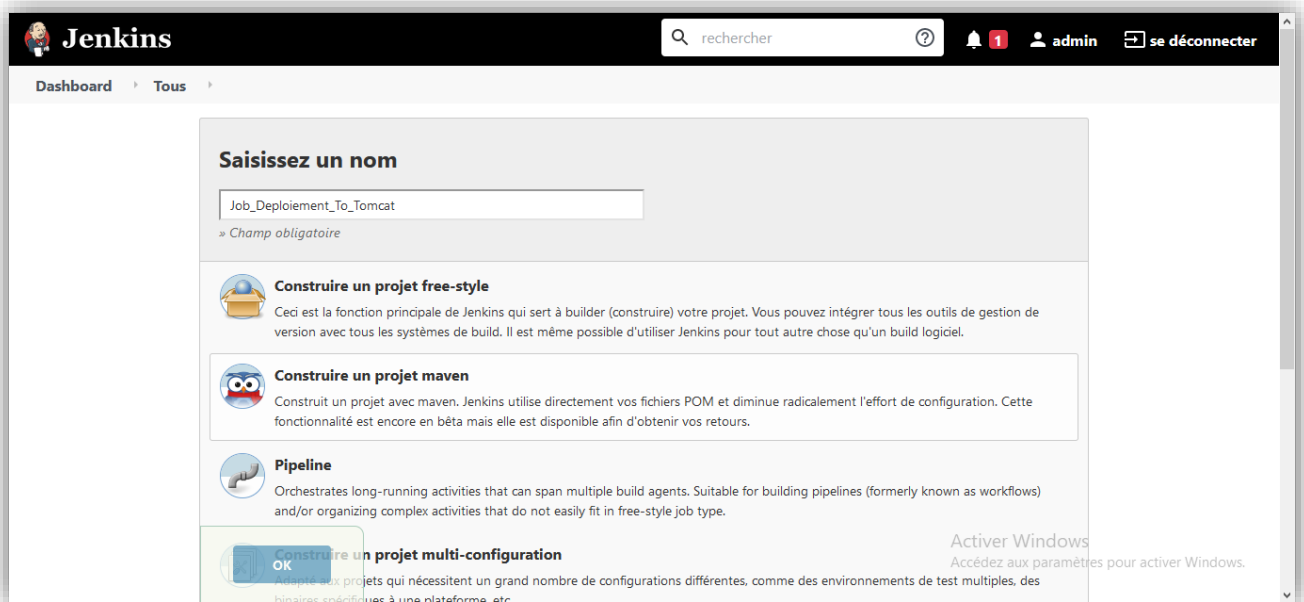 Jenkins
rechercher
1
admin
se déconnecter
Dashboard
Tous
Saisissez un nom
Job_Deploiement_To_Tomcat
» Champ obligatoire
Construire un projet free-style
Ceci est la fonction principale de Jenkins qui sert à builder (construire) votre projet. Vous pouvez intégrer tous les outils de gestion de
version avec tous les systèmes de build. Il est même possible d'utiliser Jenkins pour tout autre chose qu'un build logiciel.
Construire un projet maven
Construit un projet avec maven. Jenkins utilise directement vos fichiers POM et diminue radicalement l'effort de configuration. Cette
fonctionnalité est encore en bêta mais elle est disponible afin d'obtenir vos retours.
Pipeline
Orchestrates long-running activities that can span multiple build agents. Suitable for building pipelines (formerly known as workflows)
and/or organizing complex activities that do not easily fit in free-style job type.
Construire un projet multi-configuration
OK
Adapté aux projets qui nécessitent un grand nombre de configurations différentes, comme des environnements de test multiples, des
binaires spécifiques à une plateforme, etc.
Activer Windows
Accédez aux paramètres pour activer Windows.